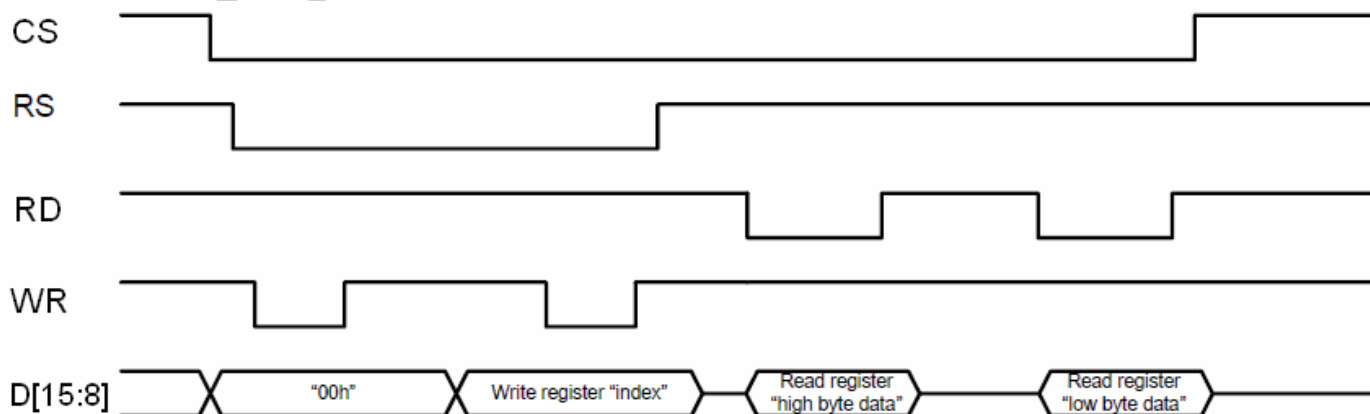 CS
RS
RD
WR
D[15:8]
“00h”
Write register “index”
Read register
“high byte data”
Read register
“low byte data”